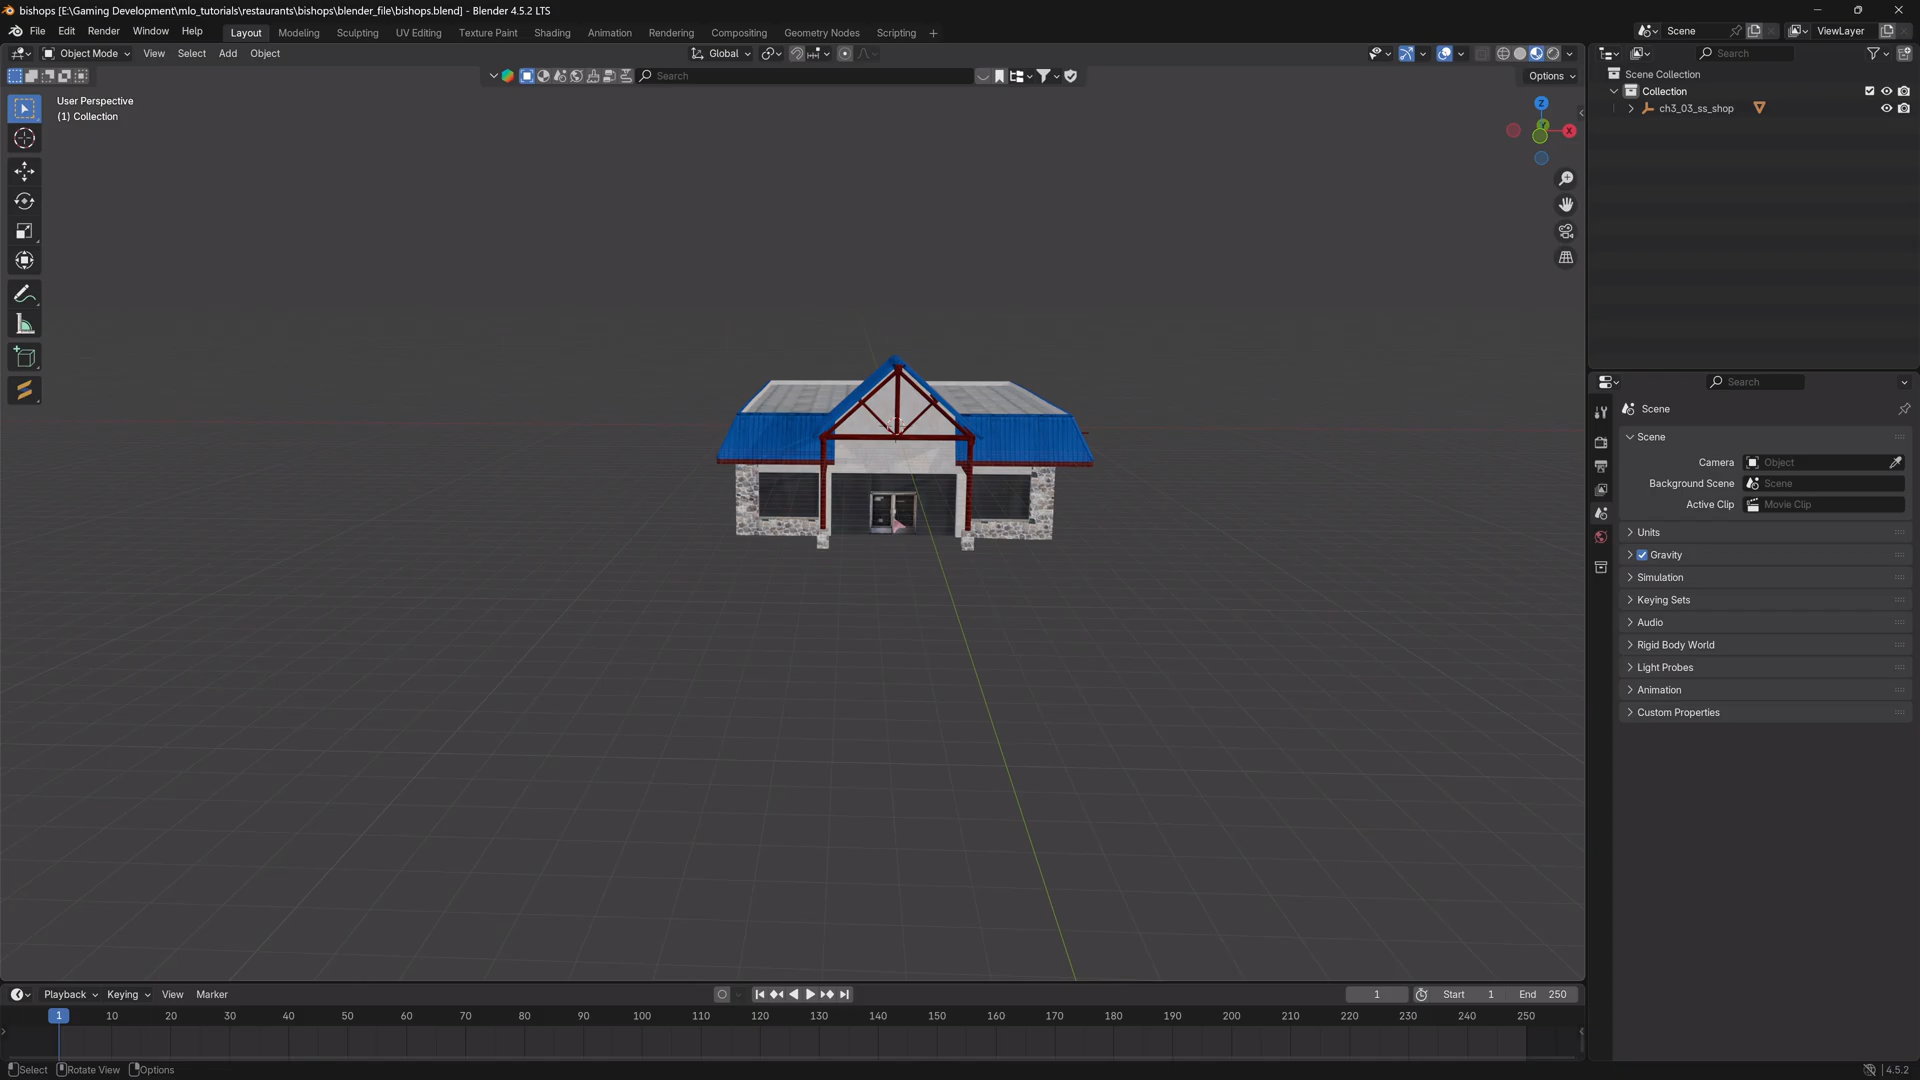 bishops [E:\Gaming Development\mlo_tutorials\restaurants\bishops\blender_file\bishops.blend] - Blender 4.5.2 LTS
File Edit Render Window Help Layout Modeling Sculpting UV Editing Texture Paint Shading Animation Rendering Compositing Geometry Nodes Scripting + Scene ViewLayer
Object Mode View Select Add Object Global Search
Search Options
Scene Collection
Collection
ch3_03_ss_shop
User Perspective
(1) Collection
Z
Y
X
Search
Scene
Scene
Camera Object
Background Scene Scene
Active Clip Movie Clip
Units
Gravity
Simulation
Keying Sets
Audio
Rigid Body World
Light Probes
Animation
Custom Properties
Playback Keying View Marker 1 Start 1 End 250
1 10 20 30 40 50 60 70 80 90 100 110 120 130 140 150 160 170 180 190 200 210 220 230 240 250
Select Rotate View Options 4.5.2